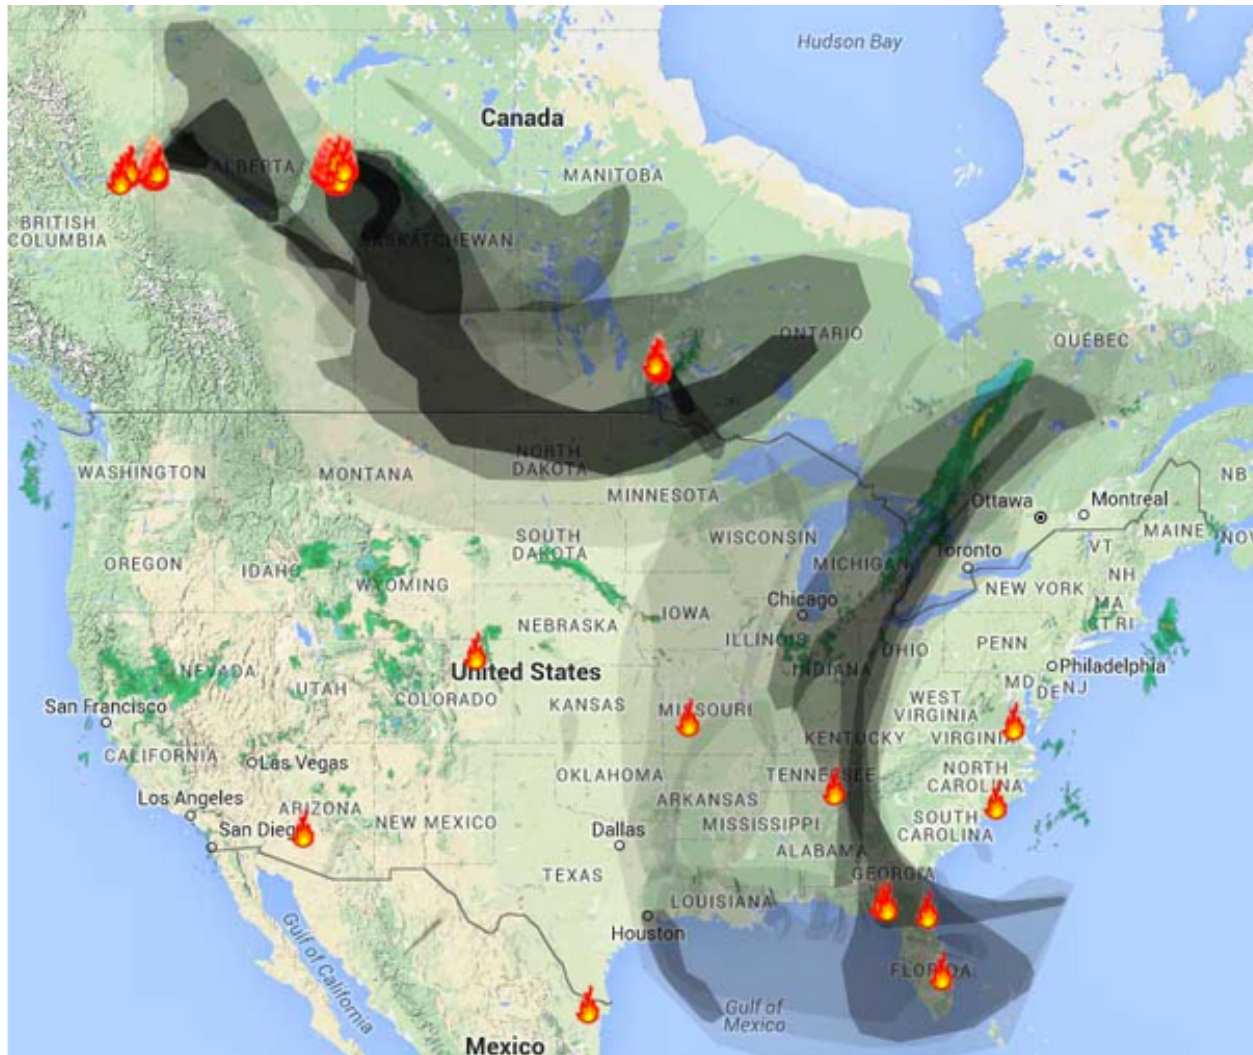 Hudson Bay
Canada
ALBERTA
MANITOBA
BRITISH
COLUMBIA
SASKATCHEWAN
ONTARIO
QUÉBEC
WASHINGTON
MONTANA
NORTH
DAKOTA
MINNESOTA
Ottawa
Montreal
NB
MAINE
NOV
OREGON
IDAHO
WYOMING
SOUTH
DAKOTA
WISCONSIN
MICHIGAN
Toronto
VT
NH
NEW YORK
MA
CT RI
NEBRASKA
IOWA
Chicago
ILLINOIS
INDIANA
OHIO
PENN
Philadelphia
NEVADA
UTAH
COLORADO
United States
KANSAS
MISSOURI
WEST
VIRGINIA
MD
DE
NJ
San Francisco
CALIFORNIA
Las Vegas
KENTUCKY
VIRGINIA
OKLAHOMA
TENNESSEE
NORTH
CAROLINA
Los Angeles
ARIZONA
NEW MEXICO
ARKANSAS
MISSISSIPPI
SOUTH
CAROLINA
San Diego
Dallas
ALABAMA
TEXAS
GEORGIA
LOUISIANA
Houston
Gulf of California
FLORIDA
Gulf of
Mexico
Mexico